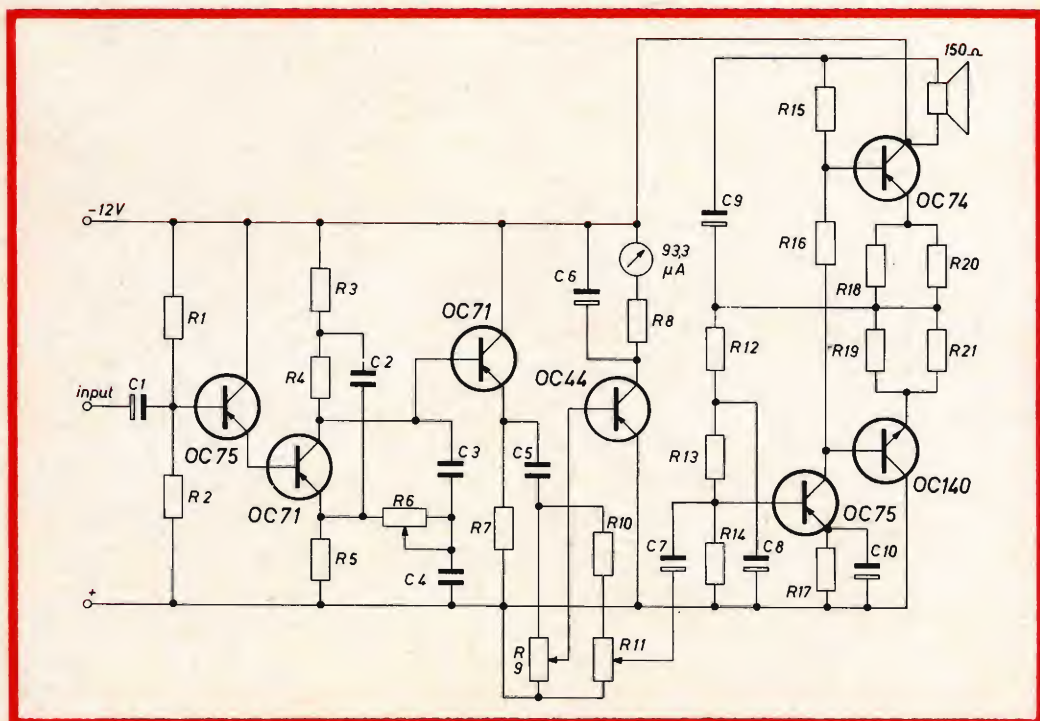 150Ω
R15
OC74
-12V
C9
R16
R18
R20
C6
93,3
μA
R3
R1
R8
R12
R19
R21
OC71
OC44
R4
C2
input
C1
OC75
OC71
C3
C5
R13
OC140
OC75
R2
R6
R7
R10
C7
R14
C8
C10
R5
C4
R17
+
R
9
R11